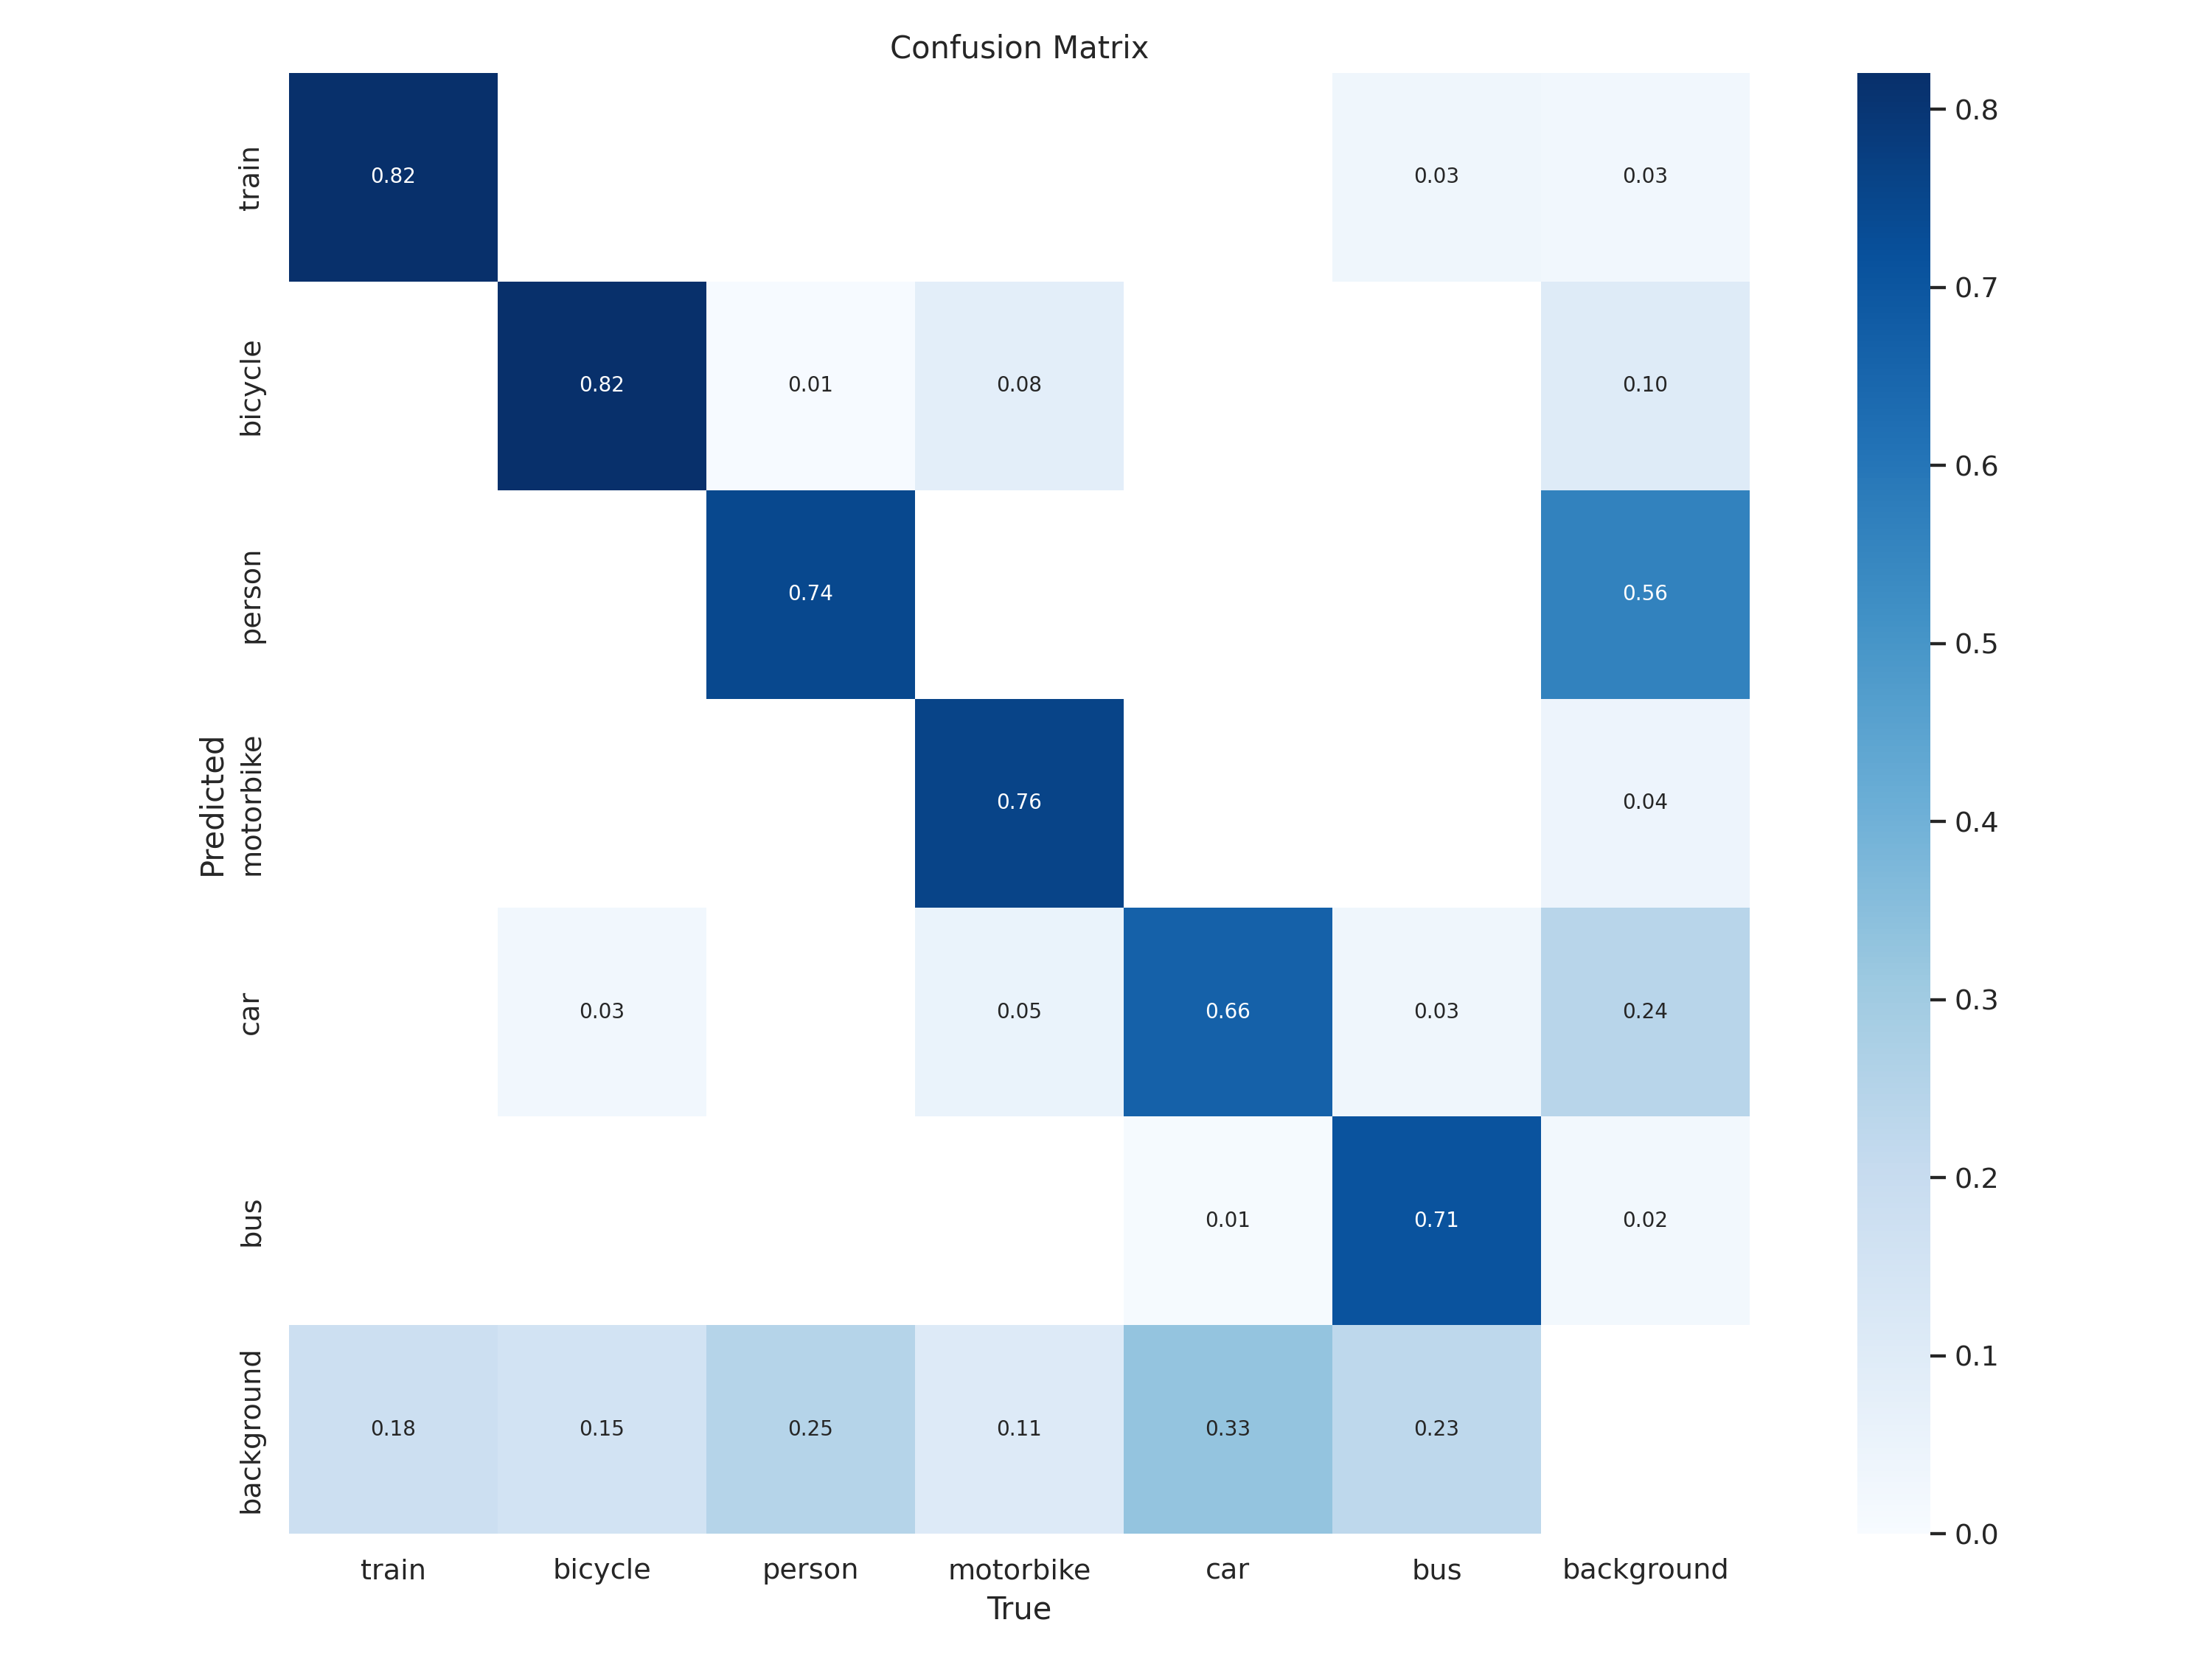 Confusion Matrix
train 0.82 0.03 0.03
bicycle 0.82 0.01 0.08 0.10
person 0.74 0.56
motorbike 0.76 0.04
car 0.03 0.05 0.66 0.03 0.24
bus 0.01 0.71 0.02
background 0.18 0.15 0.25 0.11 0.33 0.23
Predicted
train bicycle person motorbike car bus background
True
0.8
0.7
0.6
0.5
0.4
0.3
0.2
0.1
0.0